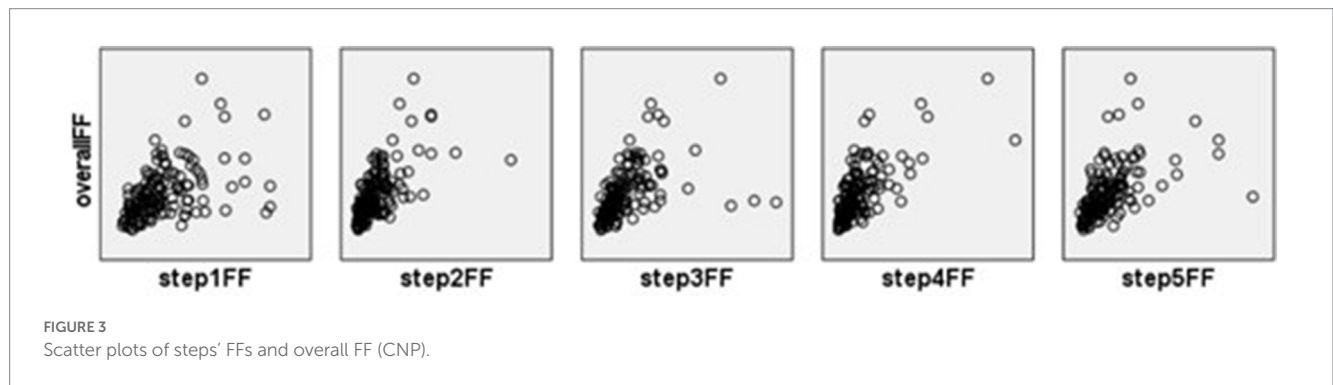 overallFF
step1FF
step2FF
step3FF
step4FF
step5FF
FIGURE 3
Scatter plots of steps’ FFs and overall FF (CNP).